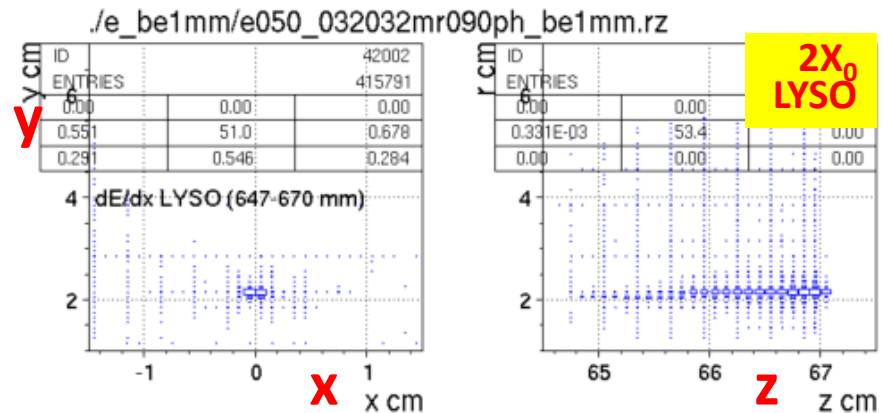 ./e_be1mm/e050_032032mr090ph_be1mm.rz
y cm
ID 42002
ENTRIES 415791
0.00 0.00 0.00
0.551 51.0 0.678
0.291 0.546 0.284
y
6
4
2
dE/dx LYSO (647-670 mm)
-1 0 1
x
x cm
r cm
ID
ENTRIES
2X₀
LYSO
0.00 0.00
0.331E-03 53.4 0.00
0.00 0.00 0.00
6
4
2
65 66 67
z
z cm